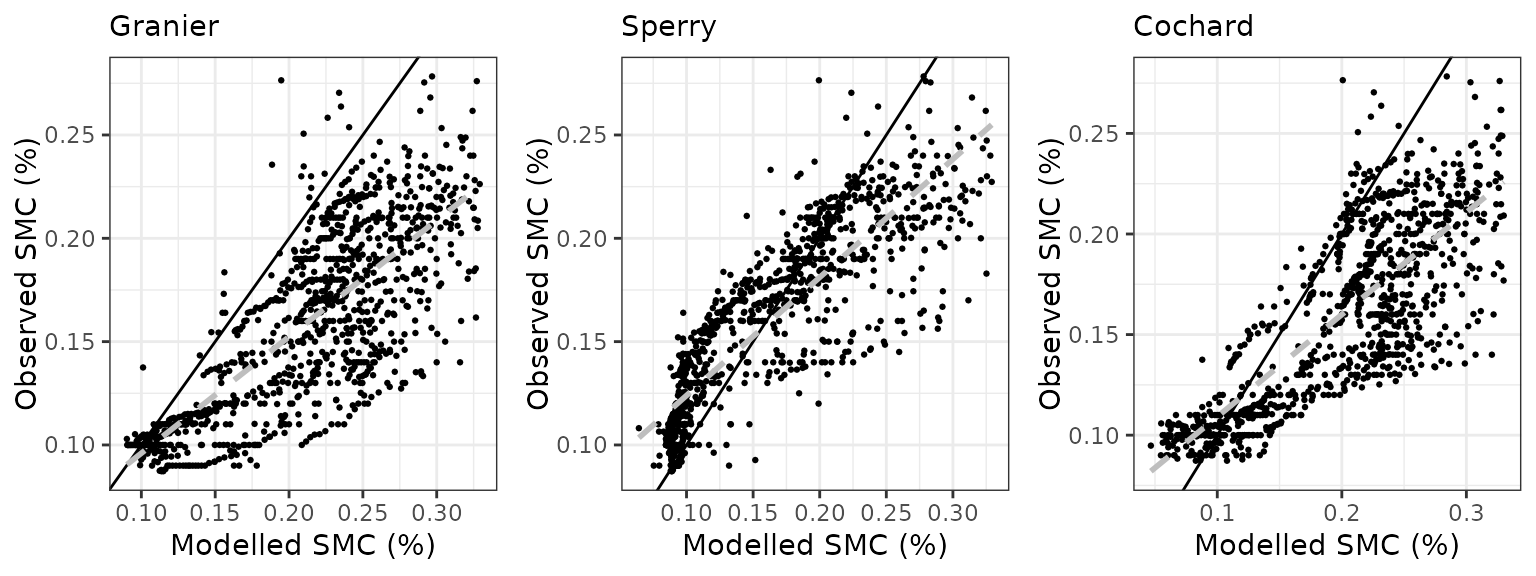 Granier
Observed SMC (%)
0.25
0.20
0.15
0.10
0.10 0.15 0.20 0.25 0.30
Modelled SMC (%)
Sperry
Observed SMC (%)
0.25
0.20
0.15
0.10
0.10 0.15 0.20 0.25 0.30
Modelled SMC (%)
Cochard
Observed SMC (%)
0.25
0.20
0.15
0.10
0.1 0.2 0.3
Modelled SMC (%)